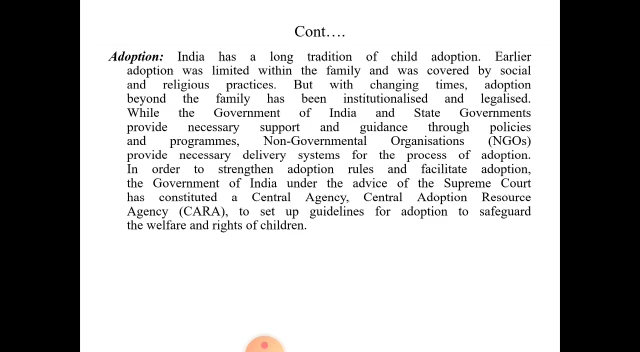 Cont….
Adoption: India has a long tradition of child adoption. Earlier
adoption was limited within the family and was covered by social
and religious practices. But with changing times, adoption
beyond the family has been institutionalised and legalised.
While the Government of India and State Governments
provide necessary support and guidance through policies
and programmes, Non-Governmental Organisations (NGOs)
provide necessary delivery systems for the process of adoption.
In order to strengthen adoption rules and facilitate adoption,
the Government of India under the advice of the Supreme Court
has constituted a Central Agency, Central Adoption Resource
Agency (CARA), to set up guidelines for adoption to safeguard
the welfare and rights of children.